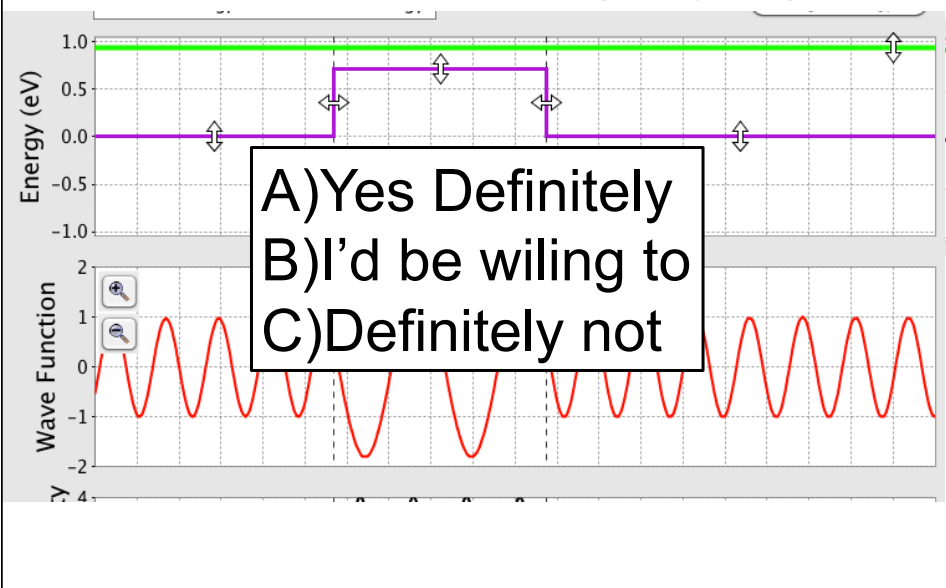 1.0
0.5
0.0
−0.5
−1.0
Energy (eV)
A)Yes Definitely
B)I'd be wiling to
C)Definitely not
2
1
0
−1
−2
Wave Function
4